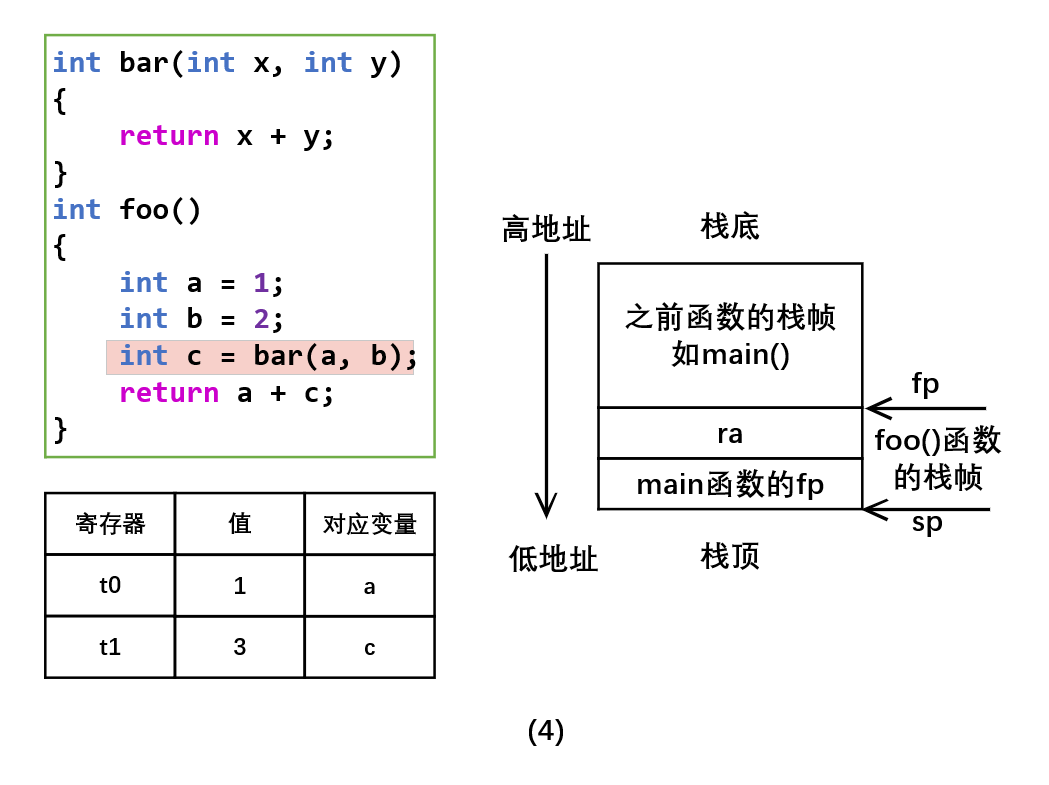 int bar(int x, int y)
{
    return x + y;
}
int foo()
{
    int a = 1;
    int b = 2;
    int c = bar(a, b);
    return a + c;
}
寄存器 值 对应变量
t0 1 a
t1 3 c
高地址
低地址
栈底
之前函数的栈帧
如main()
ra
main函数的fp
栈顶
fp
foo()函数
的栈帧
sp
(4)